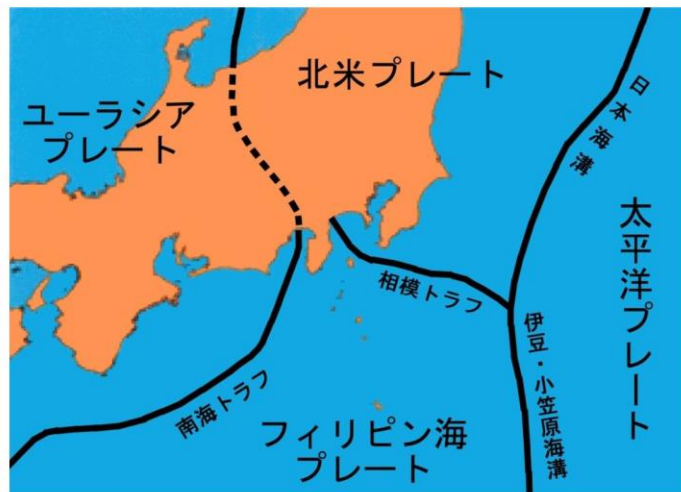 北米プレート
ユーラシア
プレート
日本海溝
太平洋プレート
相模トラフ
伊豆・小笠原海溝
南海トラフ
フィリピン海
プレート